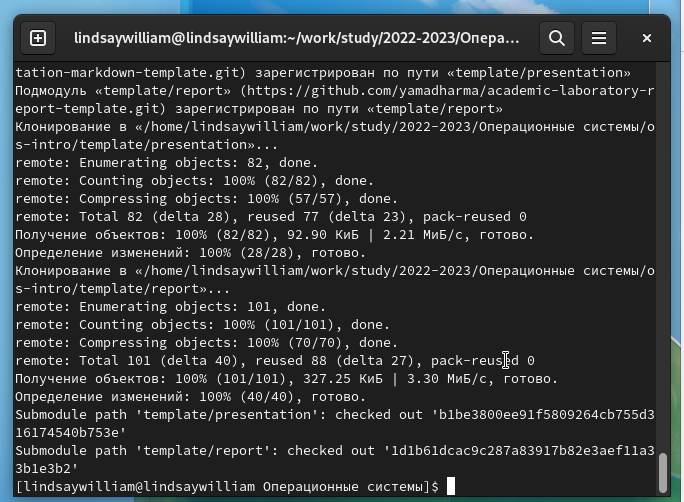 lindsaywilliam@lindsaywilliam:~/work/study/2022-2023/Опера...
tation-markdown-template.git) зарегистрирован по пути «template/presentation»
Подмодуль «template/report» (https://github.com/yamadharma/academic-laboratory-r
eport-template.git) зарегистрирован по пути «template/report»
Клонирование в «/home/lindsaywilliam/work/study/2022-2023/Операционные системы/o
s-intro/template/presentation»...
remote: Enumerating objects: 82, done.
remote: Counting objects: 100% (82/82), done.
remote: Compressing objects: 100% (57/57), done.
remote: Total 82 (delta 28), reused 77 (delta 23), pack-reused 0
Получение объектов: 100% (82/82), 92.90 КиБ | 2.21 МиБ/с, готово.
Определение изменений: 100% (28/28), готово.
Клонирование в «/home/lindsaywilliam/work/study/2022-2023/Операционные системы/o
s-intro/template/report»...
remote: Enumerating objects: 101, done.
remote: Counting objects: 100% (101/101), done.
remote: Compressing objects: 100% (70/70), done.
remote: Total 101 (delta 40), reused 88 (delta 27), pack-reused 0
Получение объектов: 100% (101/101), 327.25 КиБ | 3.30 МиБ/с, готово.
Определение изменений: 100% (40/40), готово.
Submodule path 'template/presentation': checked out 'b1be3800ee91f5809264cb755d3
16174540b753e'
Submodule path 'template/report': checked out '1d1b61dcac9c287a83917b82e3aef11a3
3b1e3b2'
[lindsaywilliam@lindsaywilliam Операционные системы]$